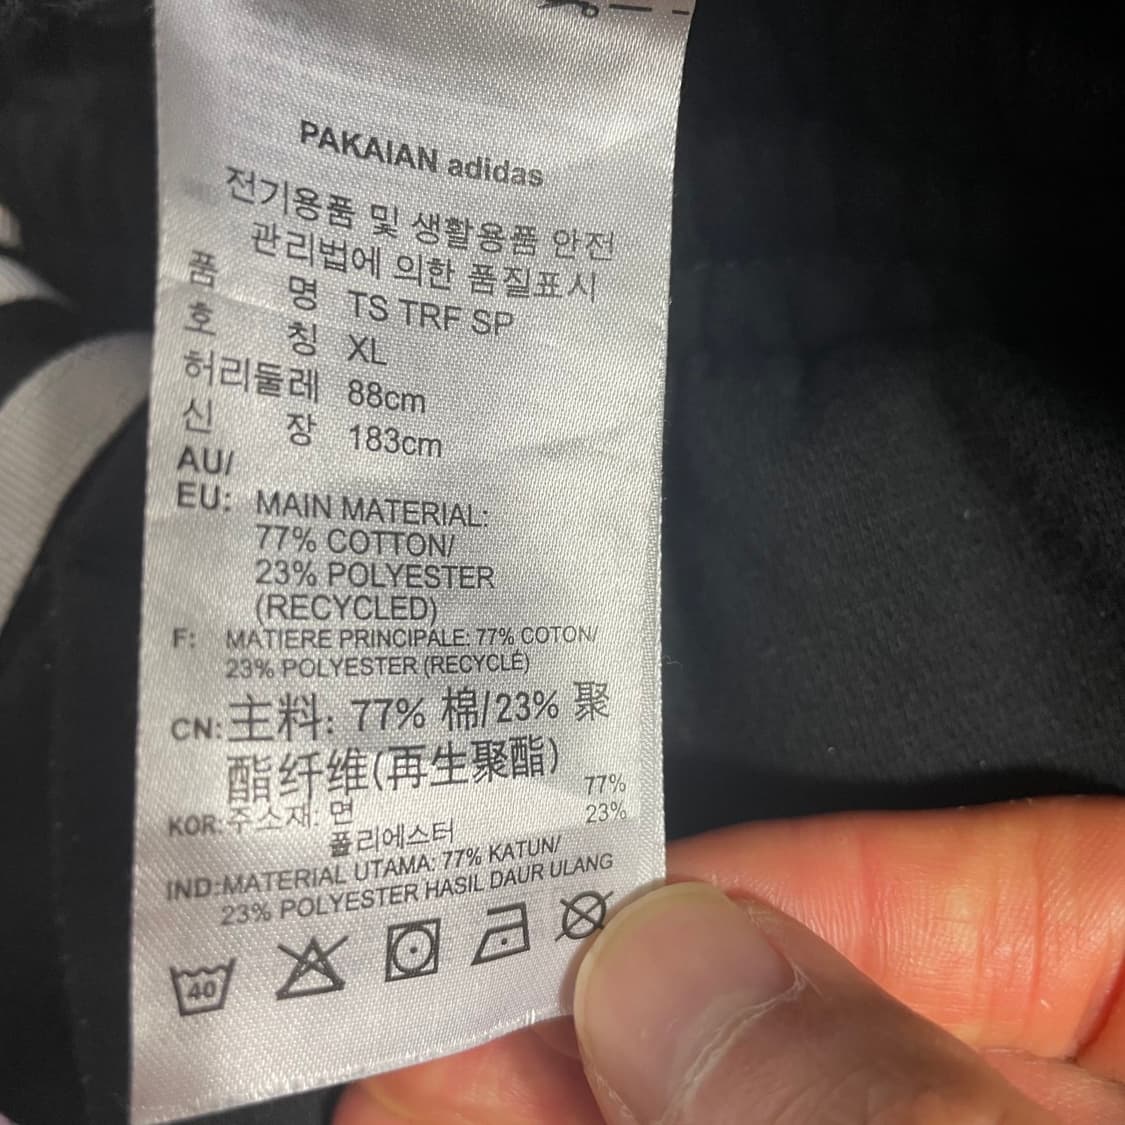 PAKAIAN adidas
전기용품 및 생활용품 안전
관리법에 의한 품질표시
품 명 TS TRF SP
호 칭 XL
허리둘레 88cm
신 장 183cm
AU/
EU: MAIN MATERIAL:
77% COTTON/
23% POLYESTER
(RECYCLED)
F: MATIERE PRINCIPALE: 77% COTON/
23% POLYESTER (RECYCLÉ)
CN:主料: 77% 棉/23% 聚
酯纤维(再生聚酯)
KOR:주소재: 면 77%
폴리에스터 23%
IND:MATERIAL UTAMA: 77% KATUN/
23% POLYESTER HASIL DAUR ULANG
40